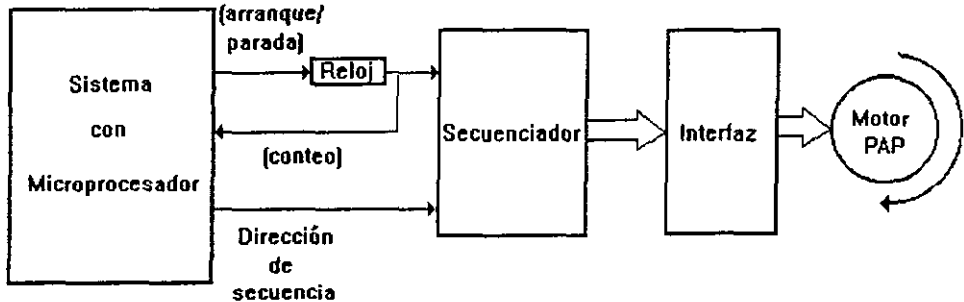 Sistema
con
Microprocesador
(arranque/
parada)
Reloj
(conteo)
Dirección
de
secuencia
Secuenciador
Interfaz
Motor
PAP